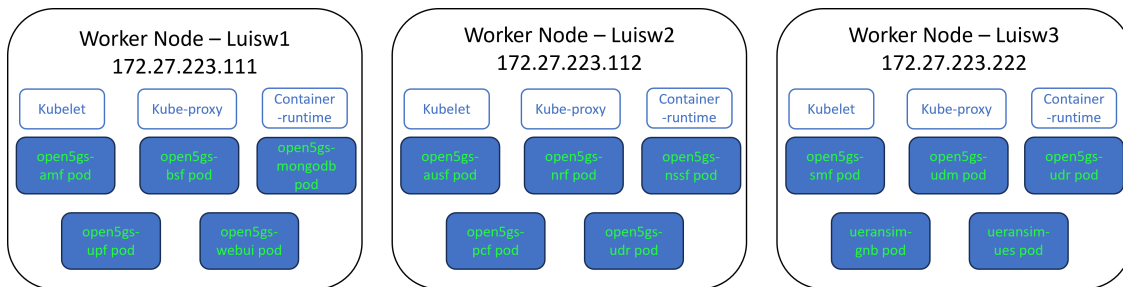 Worker Node – Luisw1
172.27.223.111
Kubelet
Kube-proxy
Container
-runtime
open5gs-
amf pod
open5gs-
bsf pod
open5gs-
mongodb
pod
open5gs-
upf pod
open5gs-
webui pod
Worker Node – Luisw2
172.27.223.112
Kubelet
Kube-proxy
Container
-runtime
open5gs-
ausf pod
open5gs-
nrf pod
open5gs-
nssf pod
open5gs-
pcf pod
open5gs-
udr pod
Worker Node – Luisw3
172.27.223.222
Kubelet
Kube-proxy
Container
-runtime
open5gs-
smf pod
open5gs-
udm pod
open5gs-
udr pod
ueransim-
gnb pod
ueransim-
ues pod